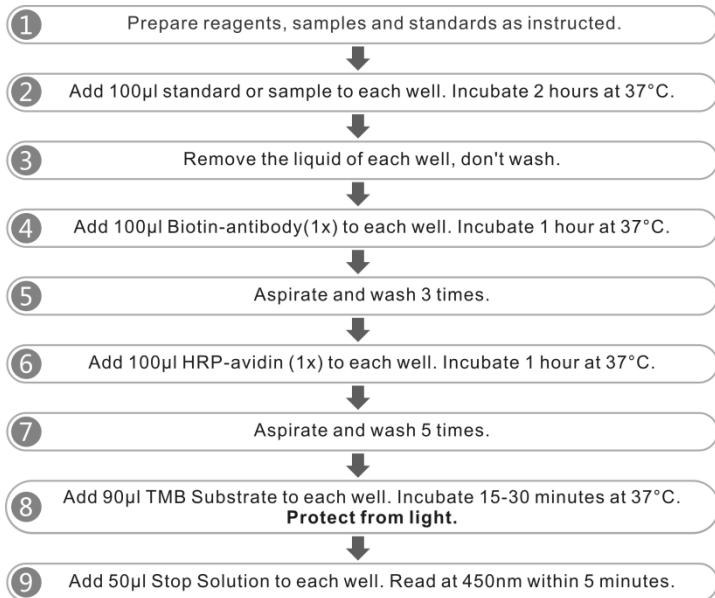 1 Prepare reagents, samples and standards as instructed.
2 Add 100μl standard or sample to each well. Incubate 2 hours at 37°C.
3 Remove the liquid of each well, don't wash.
4 Add 100μl Biotin-antibody(1x) to each well. Incubate 1 hour at 37°C.
5 Aspirate and wash 3 times.
6 Add 100μl HRP-avidin (1x) to each well. Incubate 1 hour at 37°C.
7 Aspirate and wash 5 times.
8 Add 90μl TMB Substrate to each well. Incubate 15-30 minutes at 37°C.
Protect from light.
9 Add 50μl Stop Solution to each well. Read at 450nm within 5 minutes.